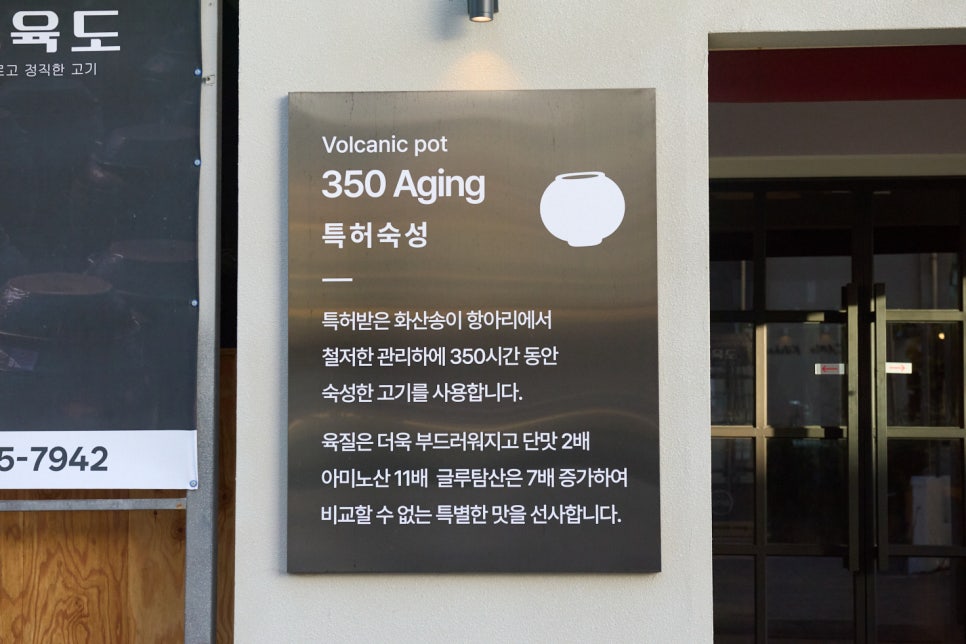 육도
고 정직한 고기
5-7942
Volcanic pot
350 Aging
특허숙성
특허받은 화산송이 항아리에서
철저한 관리하에 350시간 동안
숙성한 고기를 사용합니다.
육질은 더욱 부드러워지고 단맛 2배
아미노산 11배 글루탐산은 7배 증가하여
비교할 수 없는 특별한 맛을 선사합니다.